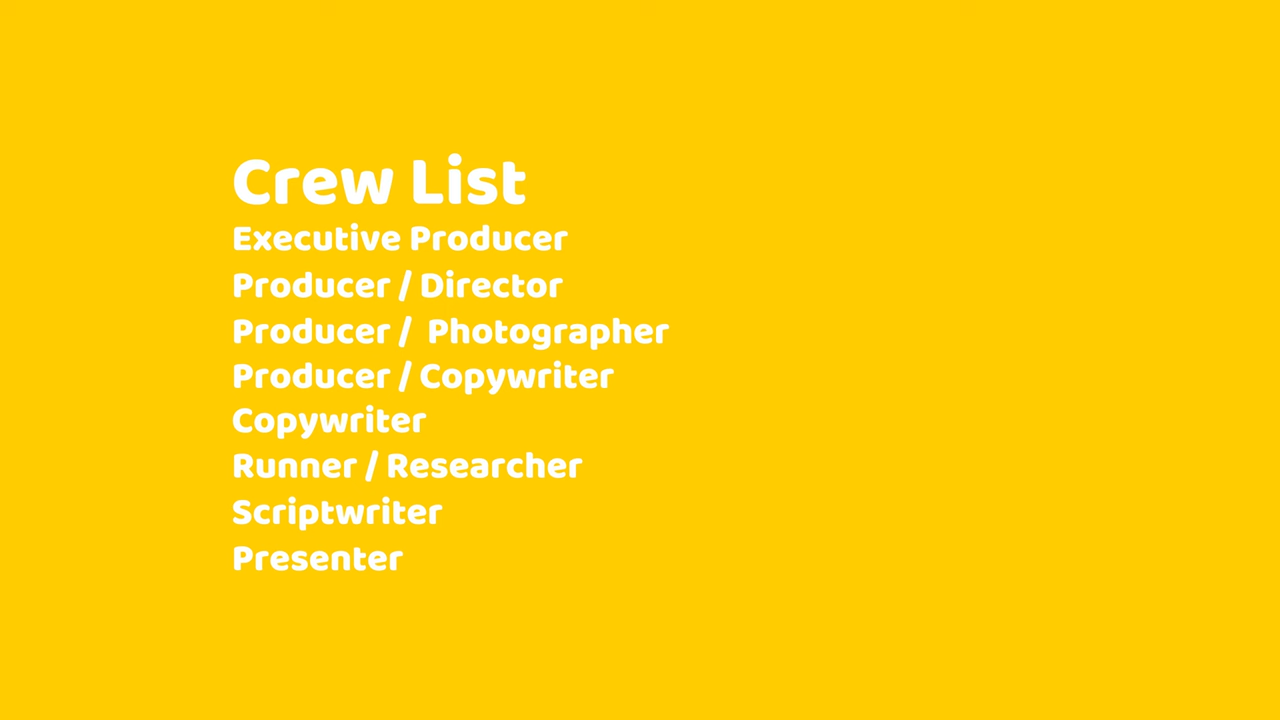 Crew List
Executive Producer
Producer / Director
Producer /  Photographer
Producer / Copywriter
Copywriter
Runner / Researcher
Scriptwriter
Presenter